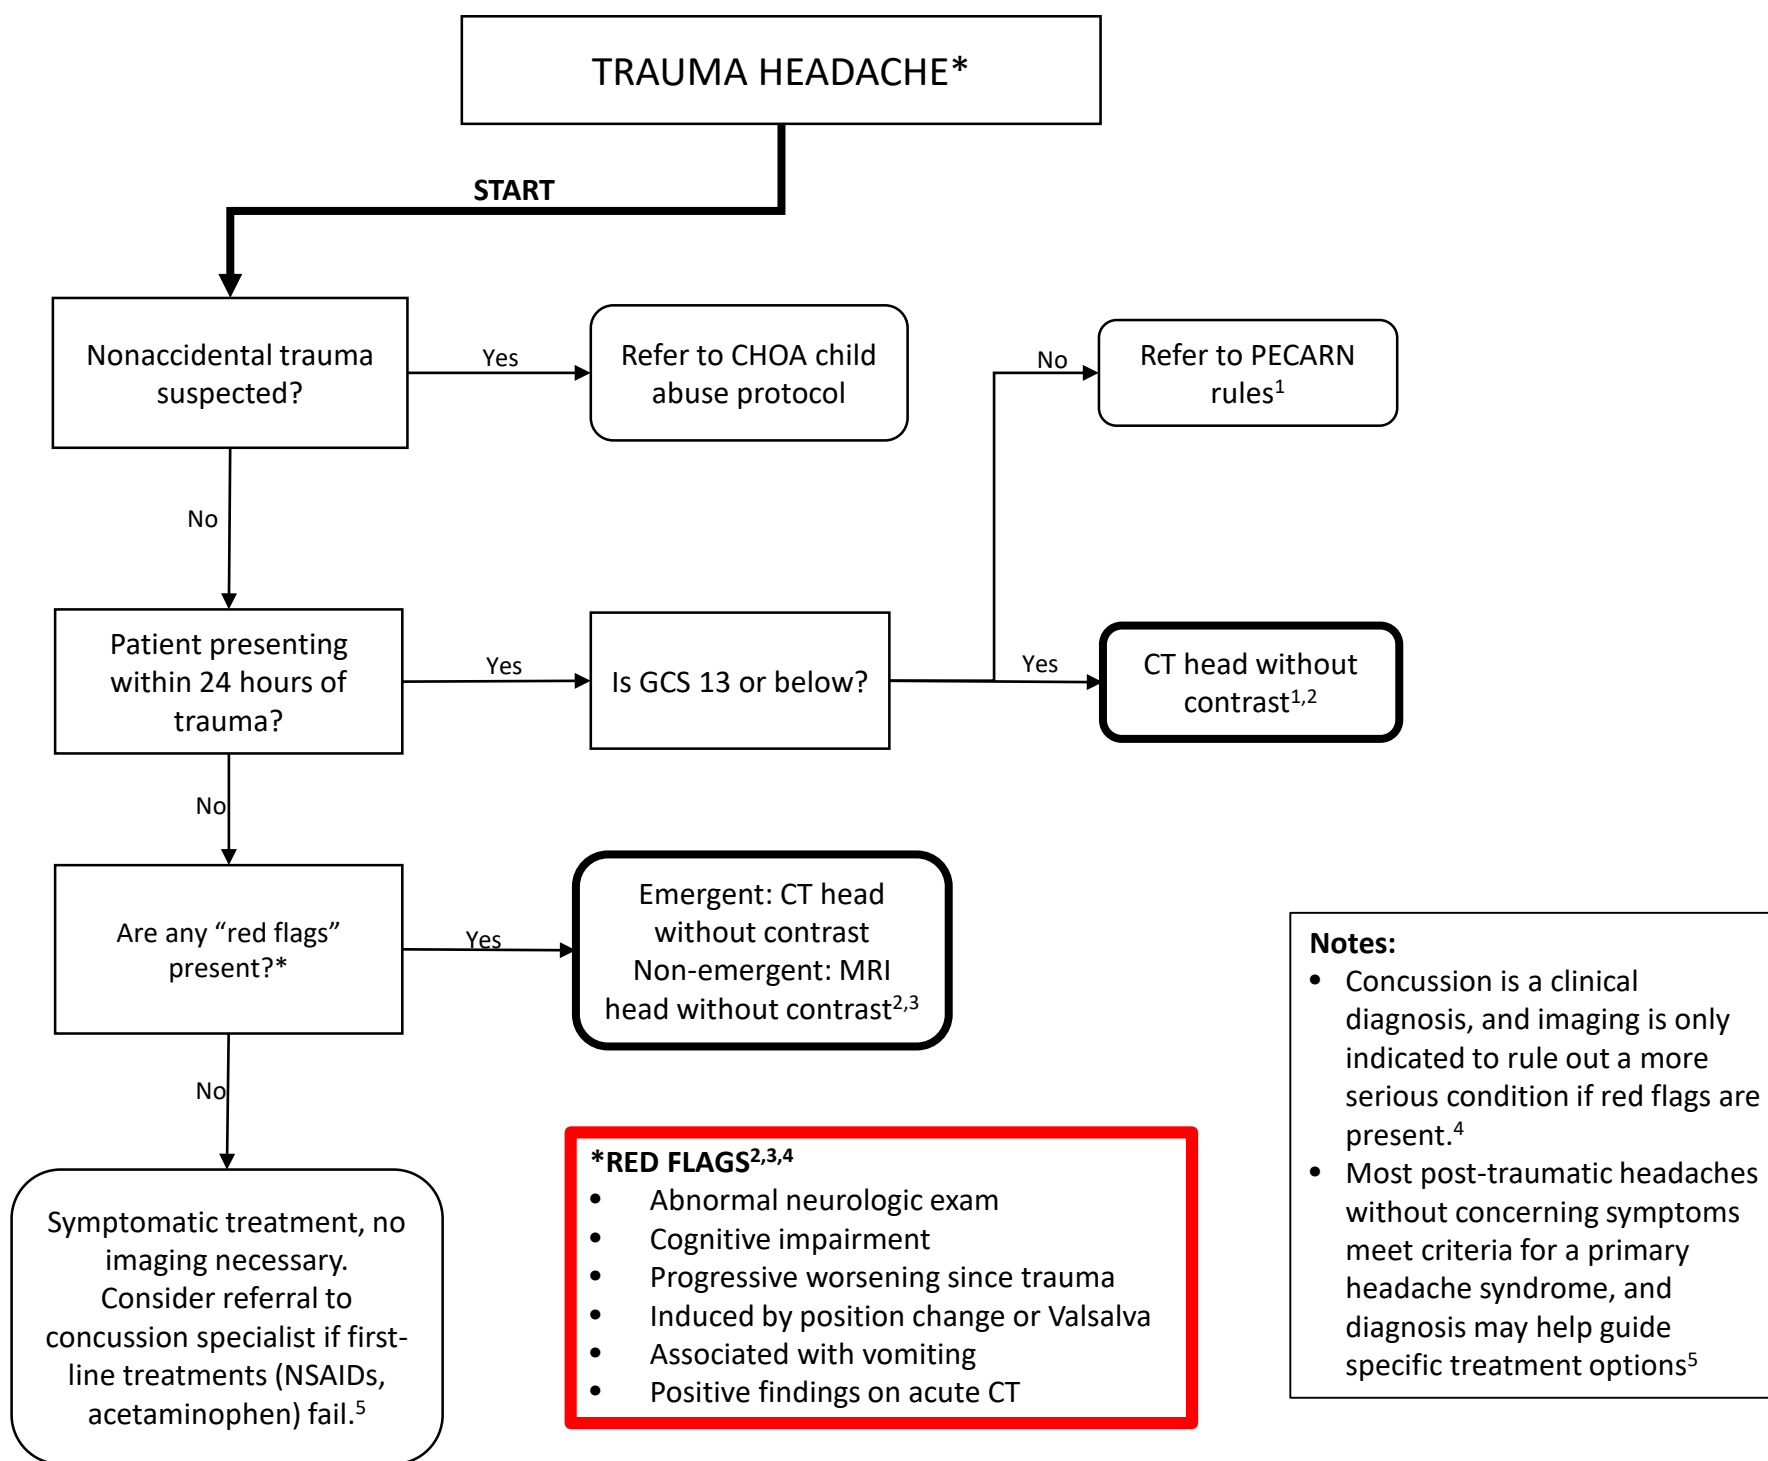 TRAUMA HEADACHE*
START
Nonaccidental trauma
suspected?
Yes
Refer to CHOA child
abuse protocol
No
Refer to PECARN
rules1
No
Patient presenting
within 24 hours of
trauma?
Yes
Is GCS 13 or below?
Yes
CT head without
contrast1,2
No
Are any “red flags”
present?*
Yes
Emergent: CT head
without contrast
Non-emergent: MRI
head without contrast2,3
No
Symptomatic treatment, no
imaging necessary.
Consider referral to
concussion specialist if first-
line treatments (NSAIDs,
acetaminophen) fail.5
*RED FLAGS2,3,4
• Abnormal neurologic exam
• Cognitive impairment
• Progressive worsening since trauma
• Induced by position change or Valsalva
• Associated with vomiting
• Positive findings on acute CT
Notes:
• Concussion is a clinical
diagnosis, and imaging is only
indicated to rule out a more
serious condition if red flags are
present.4
• Most post-traumatic headaches
without concerning symptoms
meet criteria for a primary
headache syndrome, and
diagnosis may help guide
specific treatment options5